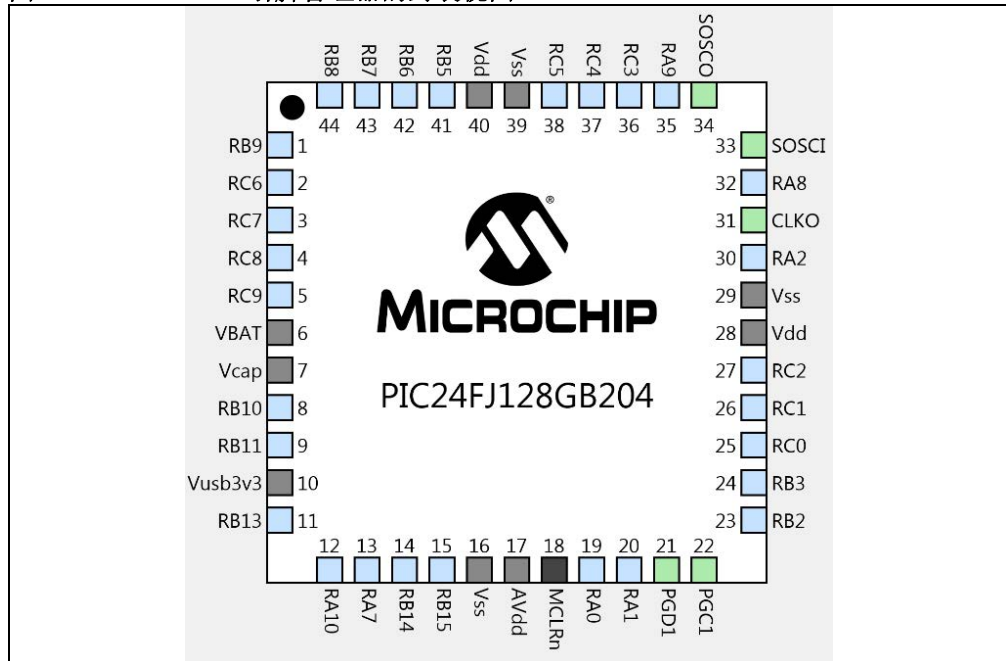 RB8 RB7 RB6 RB5 Vdd Vss RC5 RC4 RC3 RA9 SOSCO
44 43 42 41 40 39 38 37 36 35 34
RB9 1 33 SOSCI
RC6 2 32 RA8
RC7 3 31 CLKO
RC8 4 30 RA2
RC9 5 29 Vss
VBAT 6 28 Vdd
MICROCHIP ®
Vcap 7 27 RC2
PIC24FJ128GB204
RB10 8 26 RC1
RB11 9 25 RC0
Vusb3v3 10 24 RB3
RB13 11 23 RB2
12 13 14 15 16 17 18 19 20 21 22
RA10 RA7 RB14 RB15 Vss AVdd MCLRn RA0 RA1 PGD1 PGC1